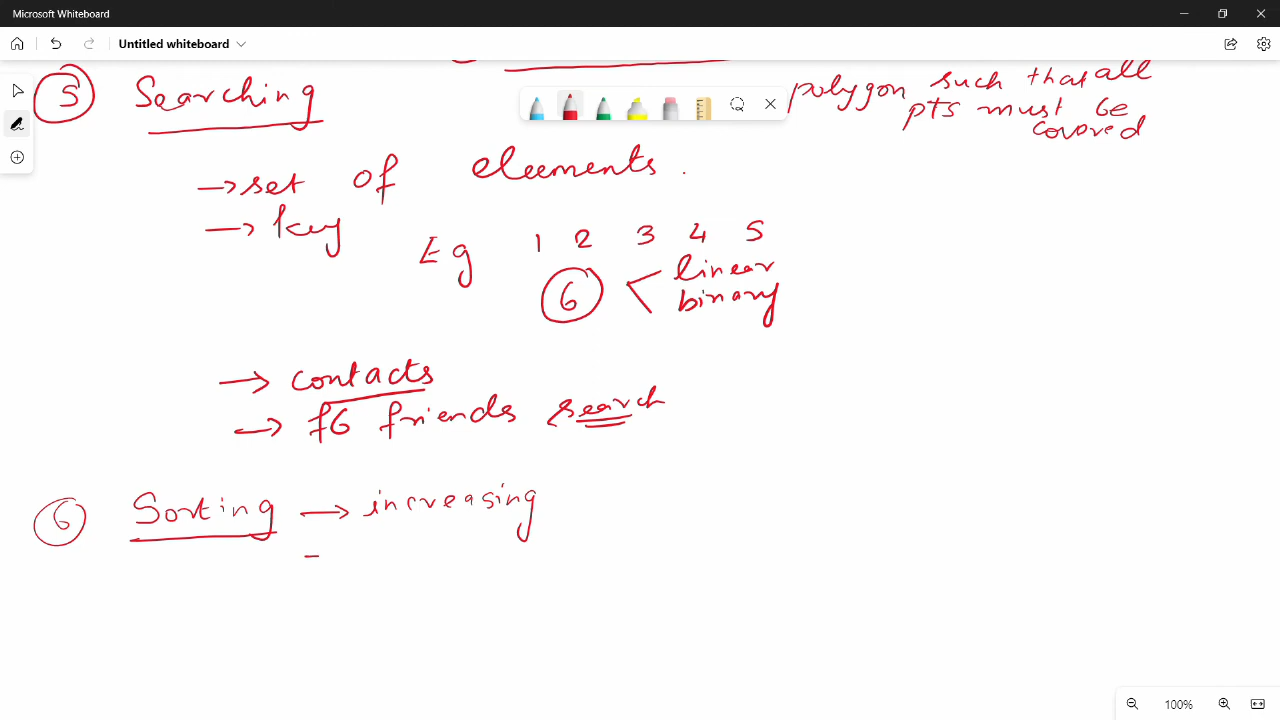 Microsoft Whiteboard
Untitled whiteboard
5 Searching
polygon such that all
pts must be
covered
→ set of eleements.
→ key
Eg 1 2 3 4 5
6 < linear
binary
→ contacts
→ fG friends search
6 Sorting → increasing
100%